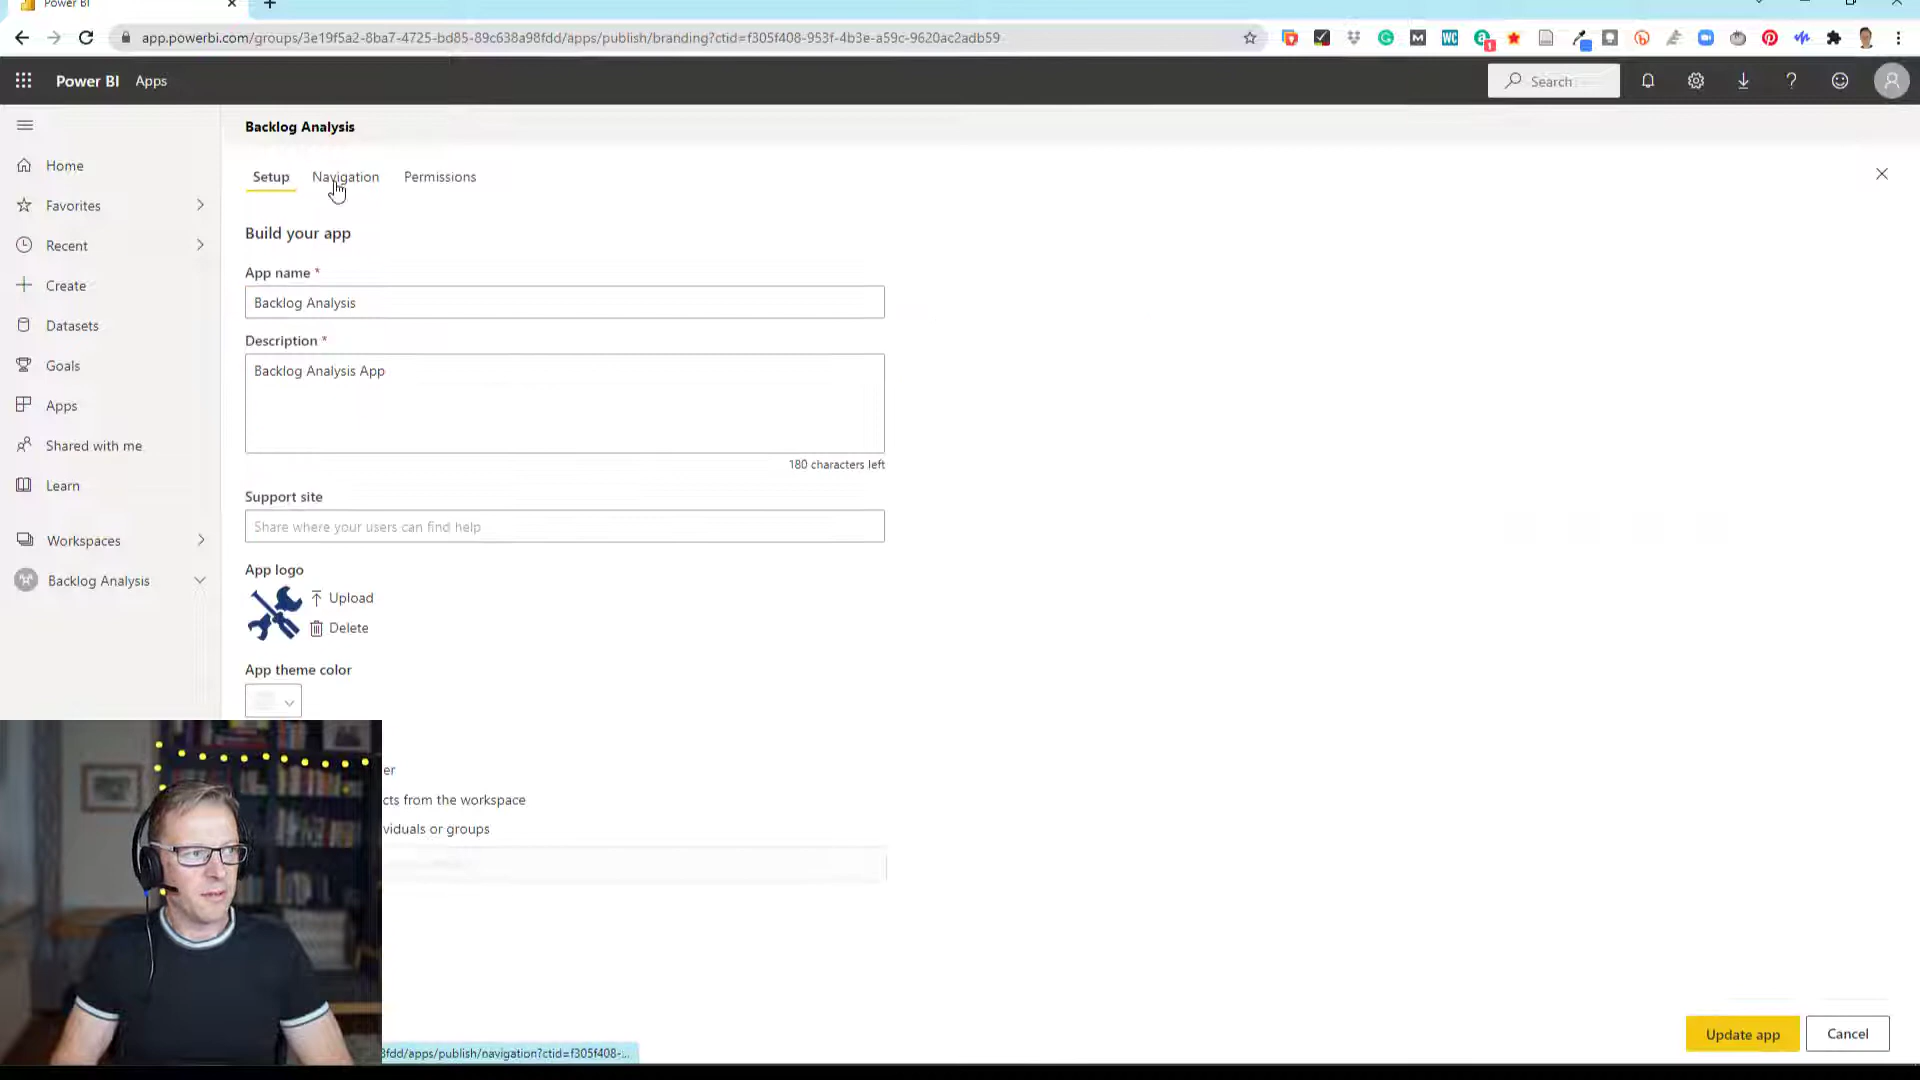 Power BI
app.powerbi.com/groups/3e19f5a2-8ba7-4725-bd85-89c638a98fdd/apps/publish/branding?ctid=f305f408-953f-4b3e-a59c-9620ac2adb59
Power BI Apps
Search
Backlog Analysis
Setup Navigation Permissions
Home
Favorites
Recent
Create
Datasets
Goals
Apps
Shared with me
Learn
Workspaces
Backlog Analysis
Build your app
App name *
Backlog Analysis
Description *
Backlog Analysis App
180 characters left
Support site
Share where your users can find help
App logo
Upload
Delete
App theme color
er
cts from the workspace
viduals or groups
Update app
Cancel
8fdd/apps/publish/navigation?ctid=f305f408-...